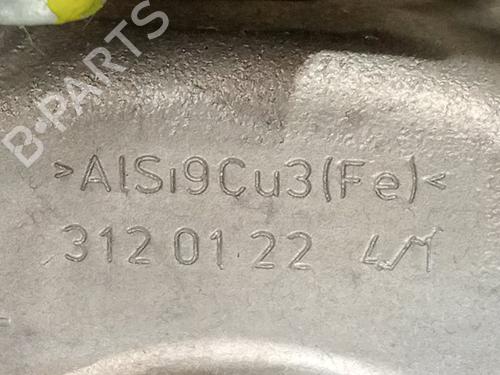 B-PARTS
>AlSi9Cu3(Fe)<
312 01 22